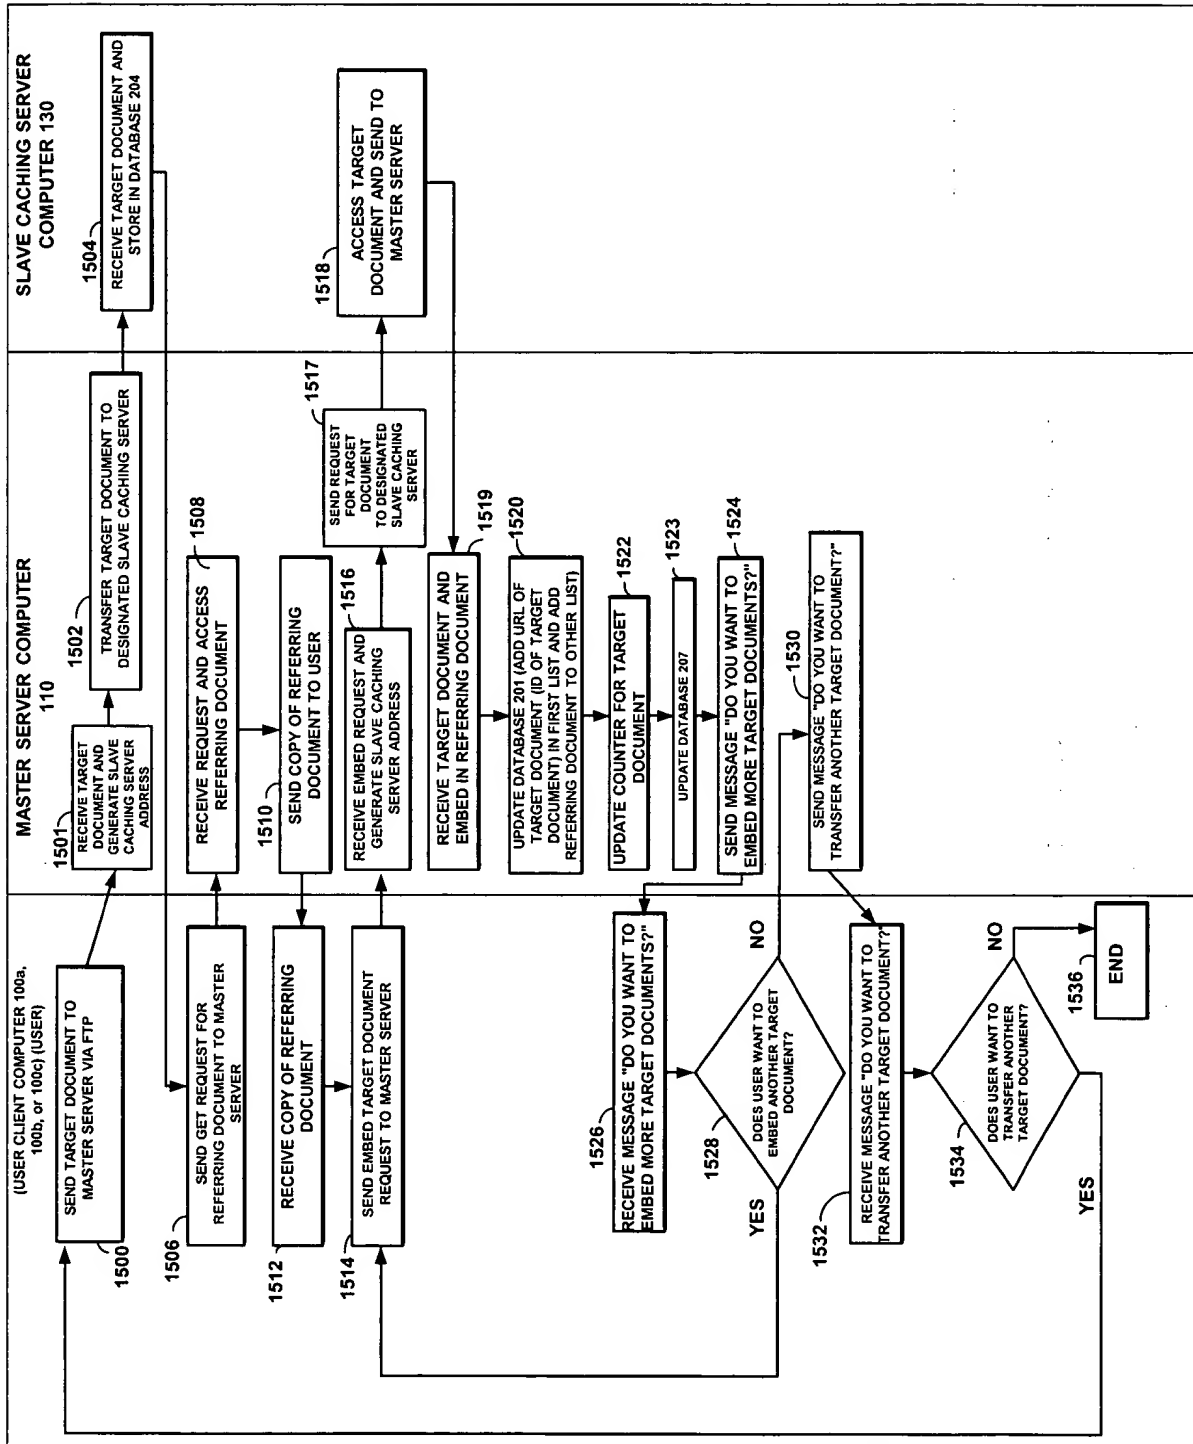 (USER CLIENT COMPUTER 100a,
100b, or 100c) (USER)
MASTER SERVER COMPUTER
110
SLAVE CACHING SERVER
COMPUTER 130
SEND TARGET DOCUMENT TO
MASTER SERVER VIA FTP
1500
1501
RECEIVE TARGET
DOCUMENT AND
GENERATE SLAVE
CACHING SERVER
ADDRESS
1502
TRANSFER TARGET DOCUMENT TO
DESIGNATED SLAVE CACHING SERVER
1504
RECEIVE TARGET DOCUMENT AND
STORE IN DATABASE 204
SEND GET REQUEST FOR
REFERRING DOCUMENT TO MASTER
SERVER
1506
RECEIVE REQUEST AND ACCESS
REFERRING DOCUMENT
1508
1510
SEND COPY OF REFERRING
DOCUMENT TO USER
RECEIVE COPY OF REFERRING
DOCUMENT
1512
SEND EMBED TARGET DOCUMENT
REQUEST TO MASTER SERVER
1514
RECEIVE EMBED REQUEST AND
GENERATE SLAVE CACHING
SERVER ADDRESS
1516
SEND REQUEST
FOR TARGET
DOCUMENT
TO DESIGNATED
SLAVE CACHING
SERVER
1517
1518
ACCESS TARGET
DOCUMENT AND SEND TO
MASTER SERVER
RECEIVE TARGET DOCUMENT AND
EMBED IN REFERRING DOCUMENT
1519
UPDATE DATABASE 201 (ADD URL OF
TARGET DOCUMENT (ID OF TARGET
DOCUMENT) IN FIRST LIST AND ADD
REFERRING DOCUMENT TO OTHER LIST)
1520
UPDATE COUNTER FOR TARGET
DOCUMENT
1522
UPDATE DATABASE 207
1523
SEND MESSAGE "DO YOU WANT TO
EMBED MORE TARGET DOCUMENTS?"
1524
1526
RECEIVE MESSAGE "DO YOU WANT TO
EMBED MORE TARGET DOCUMENTS?"
1528
DOES USER WANT TO
EMBED ANOTHER TARGET
DOCUMENT?
YES
NO
1530
SEND MESSAGE "DO YOU WANT TO
TRANSFER ANOTHER TARGET DOCUMENT?"
1532
RECEIVE MESSAGE "DO YOU WANT TO
TRANSFER ANOTHER TARGET DOCUMENT?"
1534
DOES USER WANT TO
TRANSFER ANOTHER
TARGET DOCUMENT?
YES
NO
1536
END